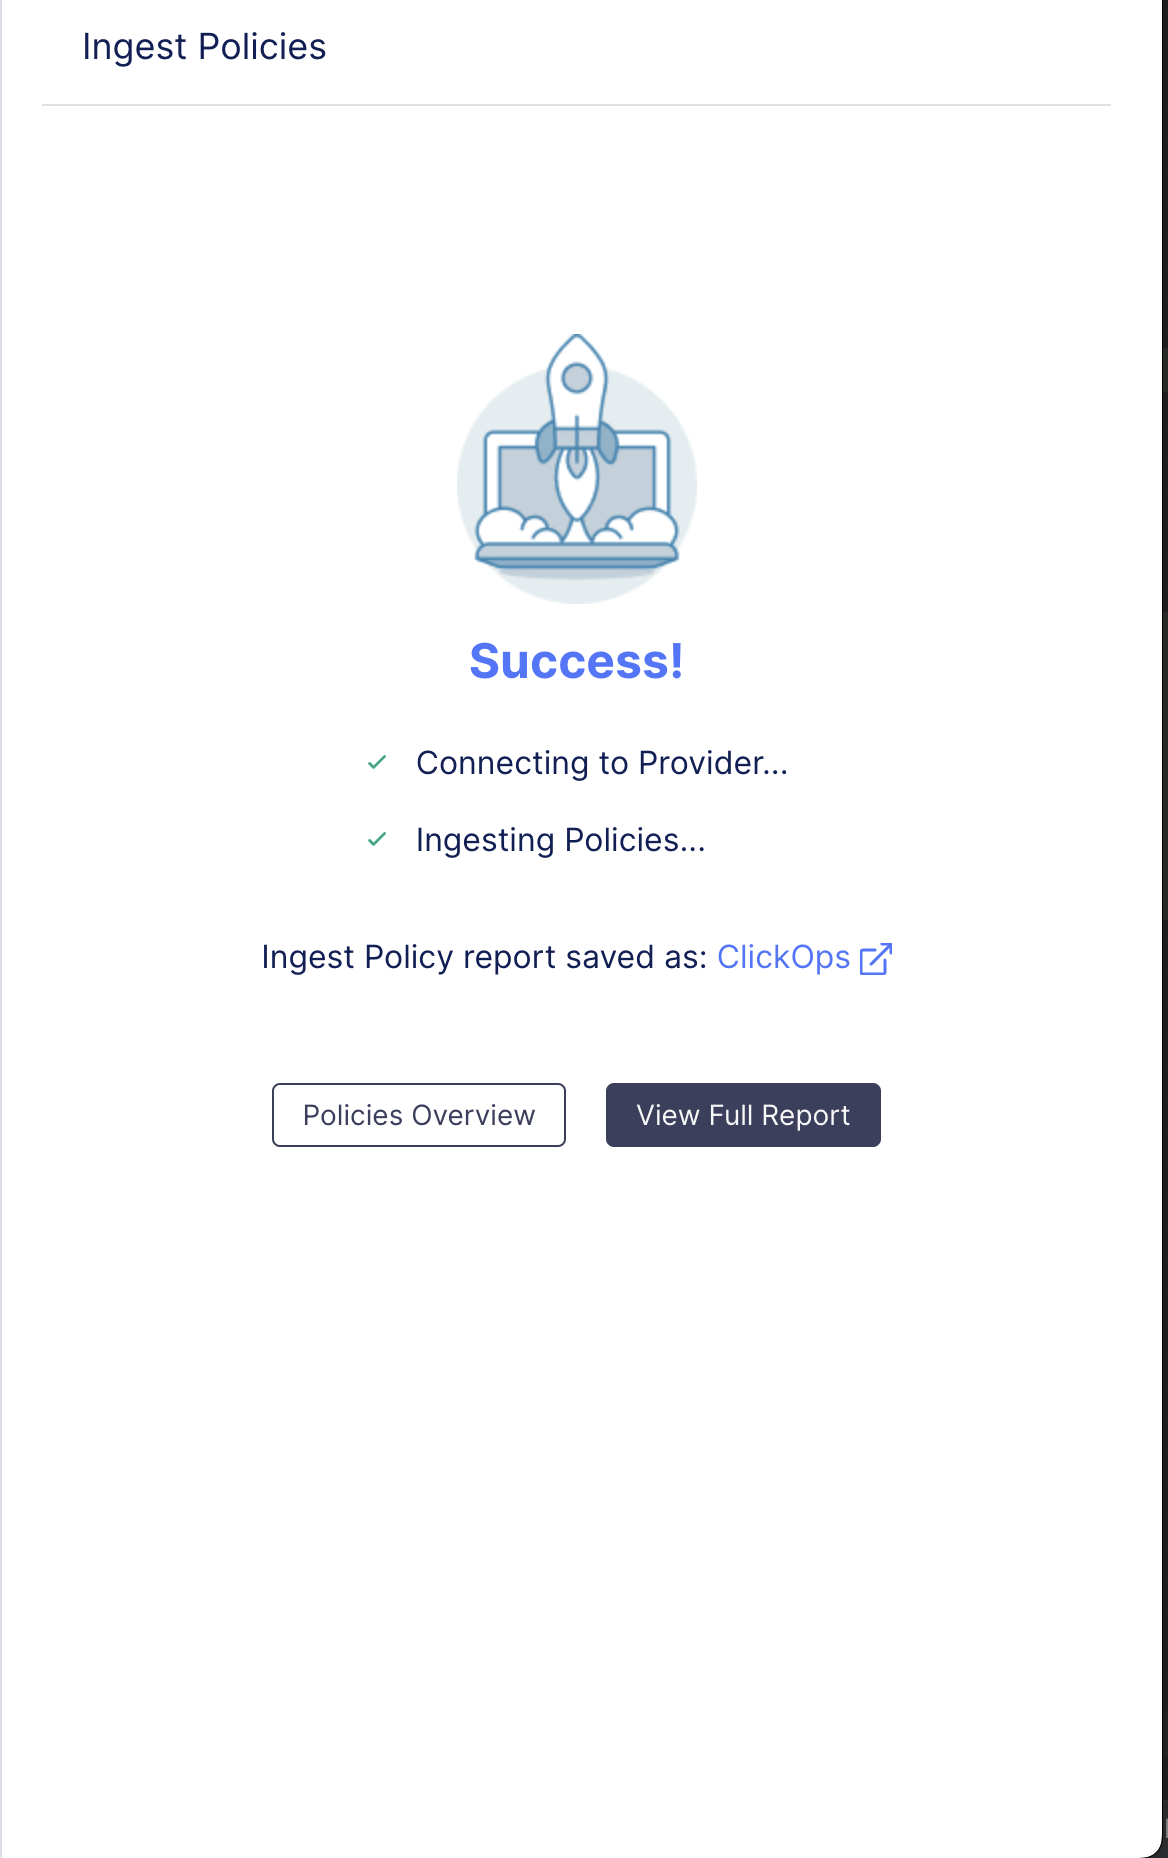 Ingest Policies
Success!
Connecting to Provider...
Ingesting Policies...
Ingest Policy report saved as: ClickOps
Policies Overview
View Full Report